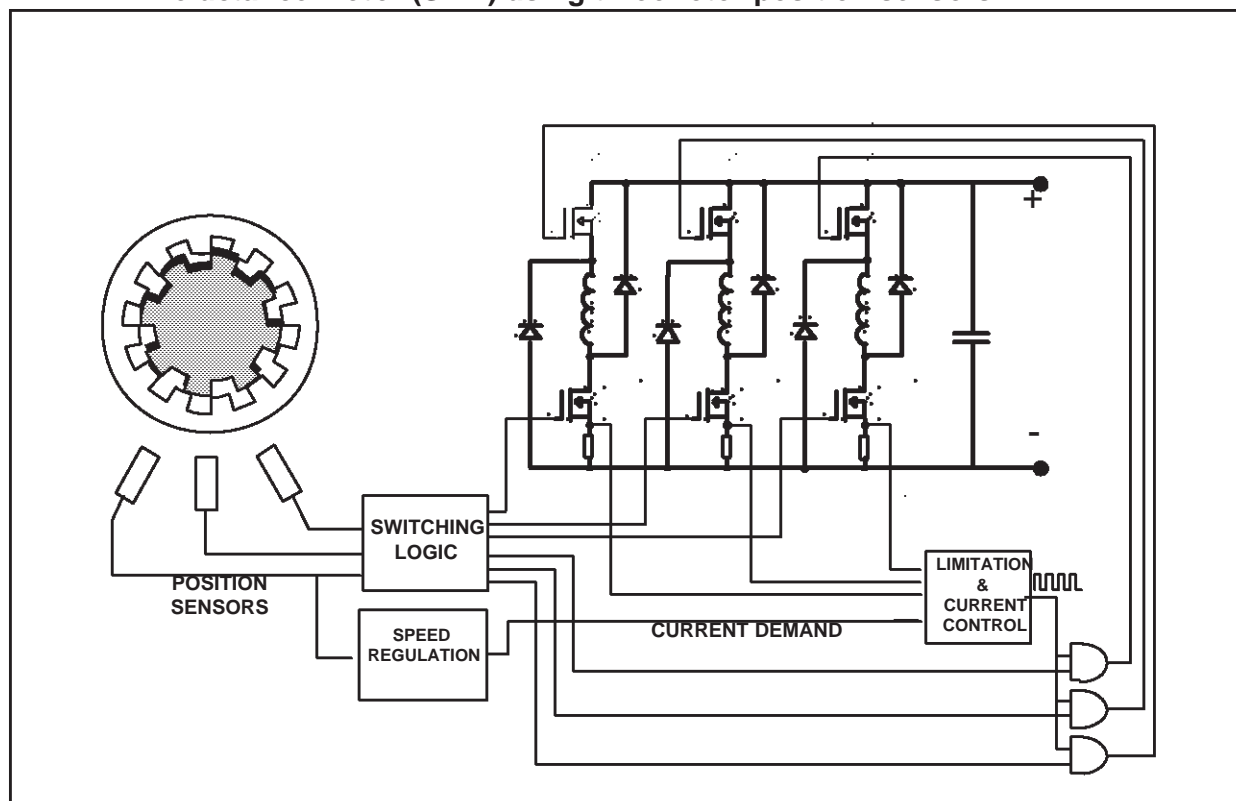 +
-
SWITCHING
LOGIC
POSITION
SENSORS
LIMITATION
&
CURRENT
CONTROL
SPEED
REGULATION
CURRENT DEMAND